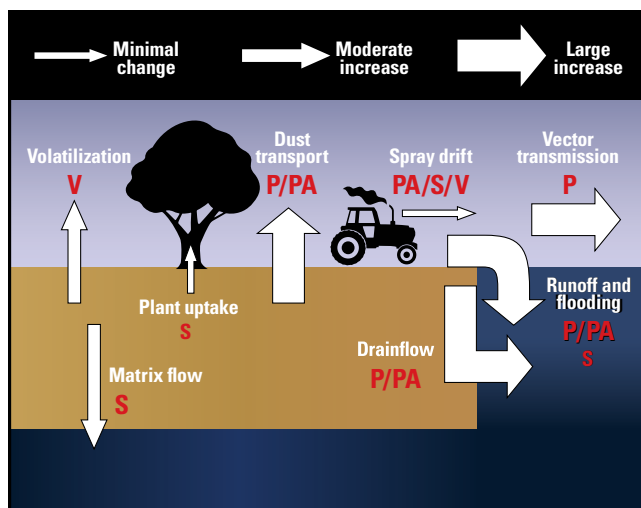 Minimal
change
Moderate
increase
Large
increase
Volatilization
V
Dust
transport
P/PA
Spray drift
PA/S/V
Vector
transmission
P
Plant uptake
S
Runoff and
flooding
P/PA
S
Matrix flow
S
Drainflow
P/PA